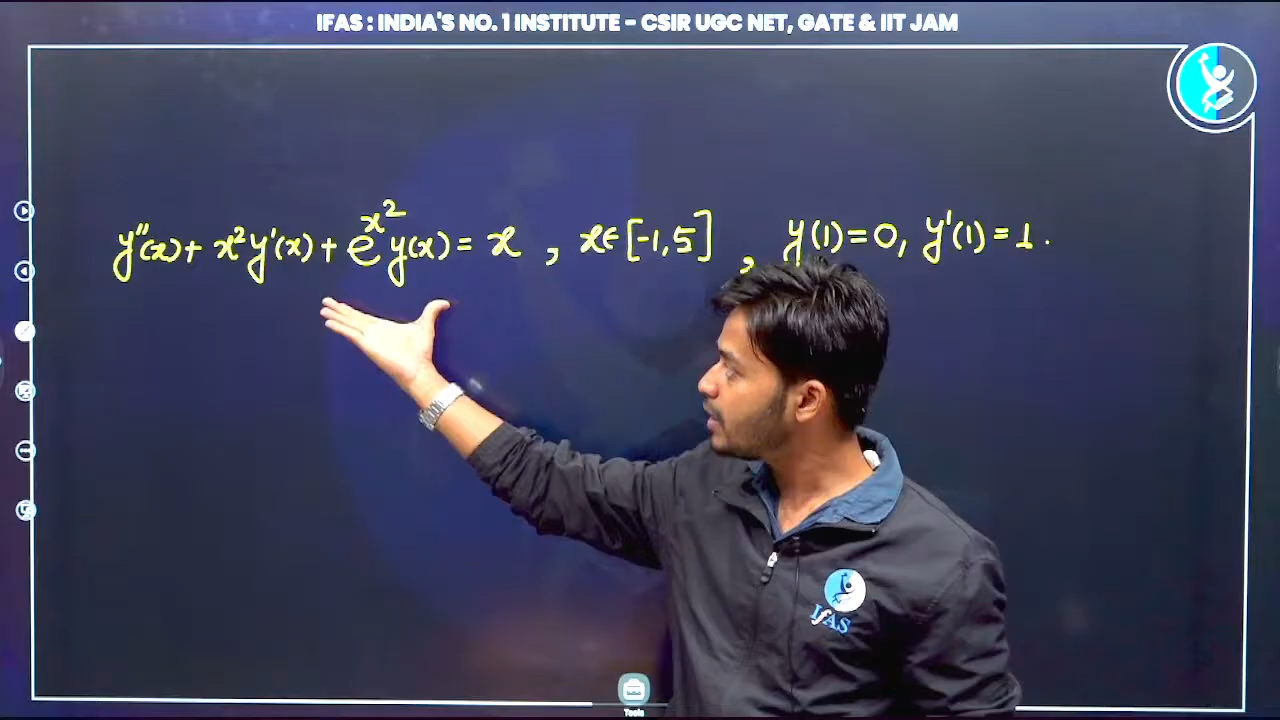 IFAS : INDIA'S NO. 1 INSTITUTE - CSIR UGC NET, GATE & IIT JAM
y''(x) + x²y'(x) + e^{x²}y(x) = x , x ∈ [-1,5] , y(1)=0, y'(1)=1.
IFAS
Tools